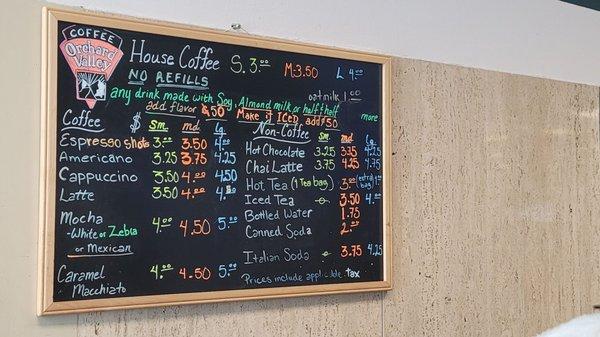 COFFEE
Orchard
Valley
House Coffee S. 3.00 M. 3.50 L 4.00
NO REFILLS
oatmilk 1.00
any drink made with Soy, Almond milk or half+half more
add flavor .50 Make it ICED add .50
Coffee $ Sm. md. Lg.
Espresso shots 3.00 3.50 4.00
Americano 3.25 3.75 4.25
Cappuccino 3.50 4.00 4.50
Latte 3.50 4.00
Mocha
-White or Zebra 4.00 4.50 5.00
or Mexican
Caramel 4.00 4.50 5.00
Macchiato
Non-Coffee Sm. md. Lg.
Hot Chocolate 3.25 3.75 4.25
Chai Latte 3.75 4.25 4.75
Hot Tea (1 Tea bag) 3.00 (extra bag) 4.00
Iced Tea 3.50 4.00
Bottled Water 1.75
Canned Soda 2.00
Italian Soda 3.75 4.25
Prices include applicable tax